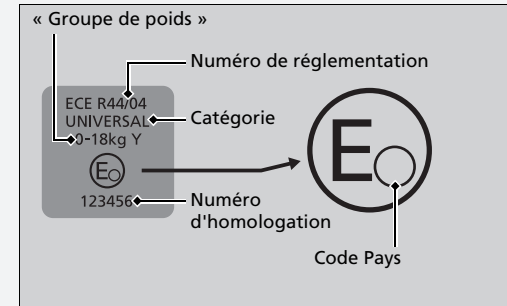 « Groupe de poids »
Numéro de réglementation
ECE R44/04
UNIVERSAL
Catégorie
0-18kg Y
E
E
123456
Numéro
d'homologation
Code Pays